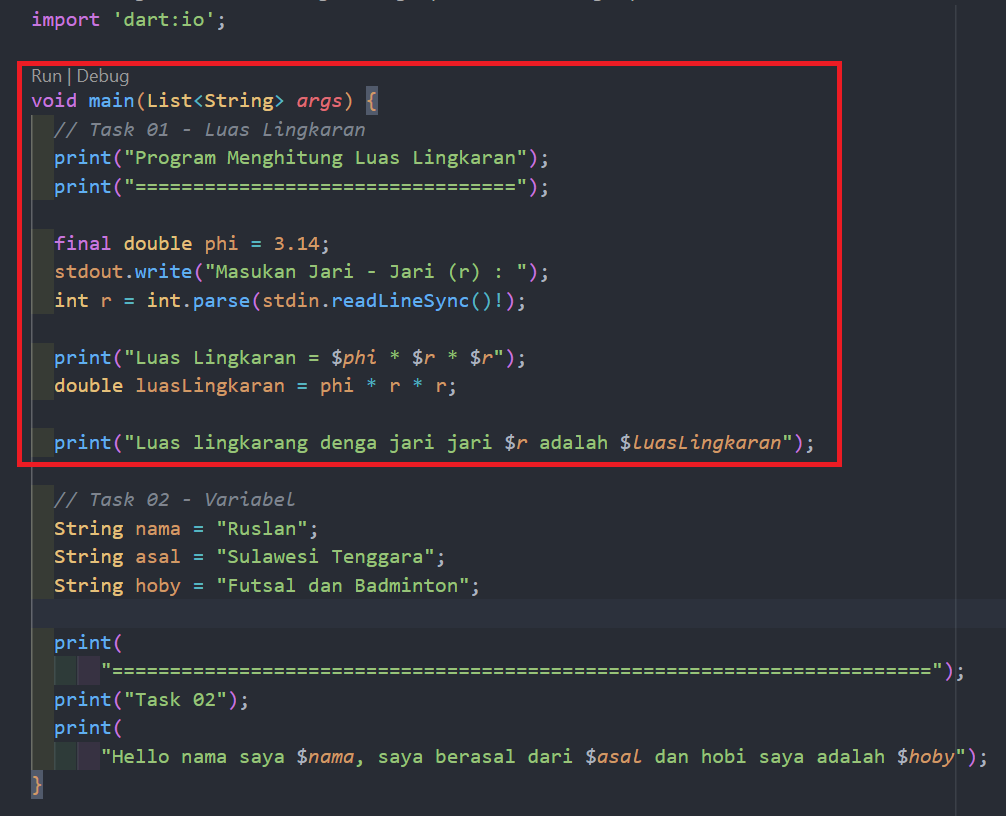 import 'dart:io';
Run | Debug
void main(List<String> args) {
// Task 01 - Luas Lingkaran
print("Program Menghitung Luas Lingkaran");
print("=================================");
final double phi = 3.14;
stdout.write("Masukan Jari - Jari (r) : ");
int r = int.parse(stdin.readLineSync()!);
print("Luas Lingkaran = $phi * $r * $r");
double luasLingkaran = phi * r * r;
print("Luas lingkarang denga jari jari $r adalah $luasLingkaran");
// Task 02 - Variabel
String nama = "Ruslan";
String asal = "Sulawesi Tenggara";
String hoby = "Futsal dan Badminton";
print(
"=======================================================================");
print("Task 02");
print(
"Hello nama saya $nama, saya berasal dari $asal dan hobi saya adalah $hoby");
}